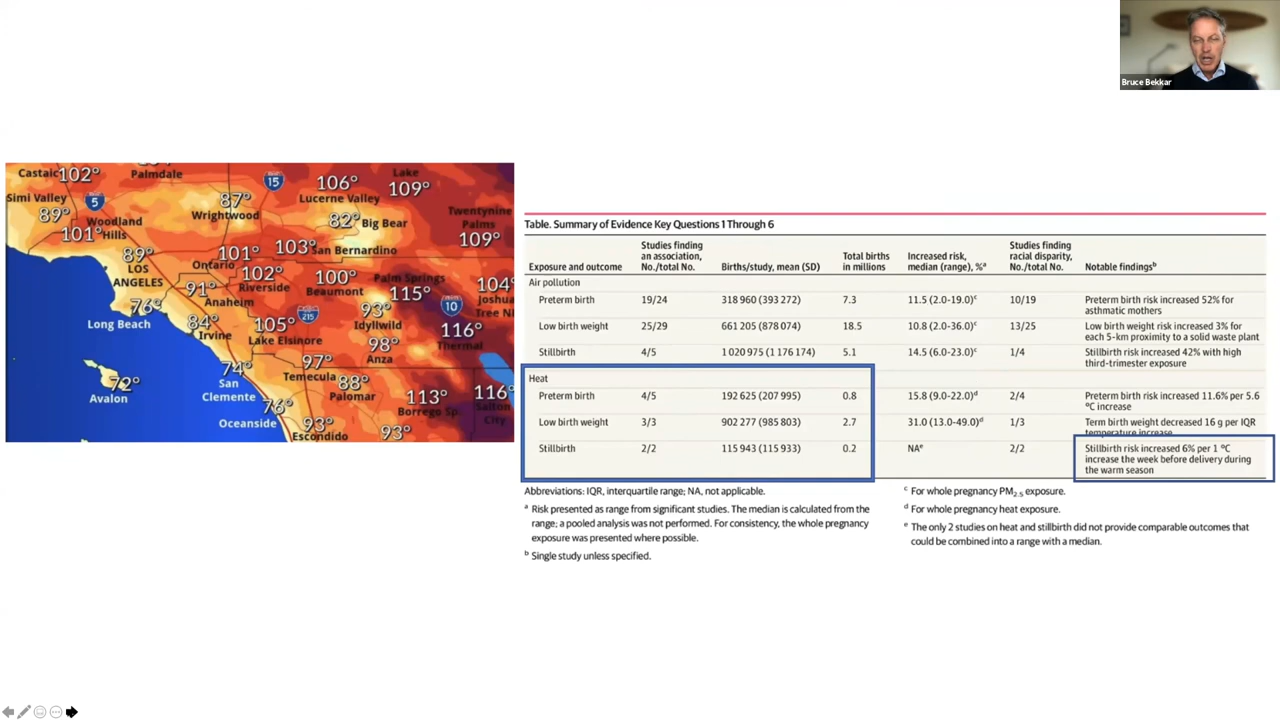 Bruce Bekkar
Castaic 102° Palmdale
15
106°
Lake
109°
Simi Valley
5
87°
Lucerne Valley
89°
Woodland
Wrightwood
82° Big Bear
Twentynine
Palms
101° Hills
109°
89°
101°
103° San Bernardino
LOS
ANGELES
Ontario
102°
100°
Palm Springs
104°
91°
Riverside
Beaumont
115°
Joshua
76°
Anaheim
215
93°
10
Tree
Long Beach
84°
105°
Idyllwild
116°
Irvine
Lake Elsinore
98°
Thermal
74°
97°
Anza
72°
San
Temecula
88°
113°
116°
Avalon
Clemente
76°
Palomar
Borrego Sp.
Salton
City
Oceanside
93°
93°
Escondido
Table. Summary of Evidence Key Questions 1 Through 6
Exposure and outcome Studies finding an association, No./total No. Births/study, mean (SD) Total births in millions Increased risk, median (range), %a Studies finding racial disparity, No./total No. Notable findingsb
Air pollution
Preterm birth 19/24 318 960 (393 272) 7.3 11.5 (2.0-19.0)c 10/19 Preterm birth risk increased 52% for
asthmatic mothers
Low birth weight 25/29 661 205 (878 074) 18.5 10.8 (2.0-36.0)c 13/25 Low birth weight risk increased 3% for
each 5-km proximity to a solid waste plant
Stillbirth 4/5 1 020 975 (1 176 174) 5.1 14.5 (6.0-23.0)c 1/4 Stillbirth risk increased 42% with high
third-trimester exposure
Heat
Preterm birth 4/5 192 625 (207 995) 0.8 15.8 (9.0-22.0)d 2/4 Preterm birth risk increased 11.6% per 5.6
°C increase
Low birth weight 3/3 902 277 (985 803) 2.7 31.0 (13.0-49.0)d 1/3 Term birth weight decreased 16 g per IQR
temperature increase
Stillbirth 2/2 115 943 (115 933) 0.2 NAe 2/2 Stillbirth risk increased 6% per 1 °C
increase the week before delivery during
the warm season
Abbreviations: IQR, interquartile range; NA, not applicable.
a Risk presented as range from significant studies. The median is calculated from the
range; a pooled analysis was not performed. For consistency, the whole pregnancy
exposure was presented where possible.
b Single study unless specified.
c For whole pregnancy PM2.5 exposure.
d For whole pregnancy heat exposure.
e The only 2 studies on heat and stillbirth did not provide comparable outcomes that
could be combined into a range with a median.